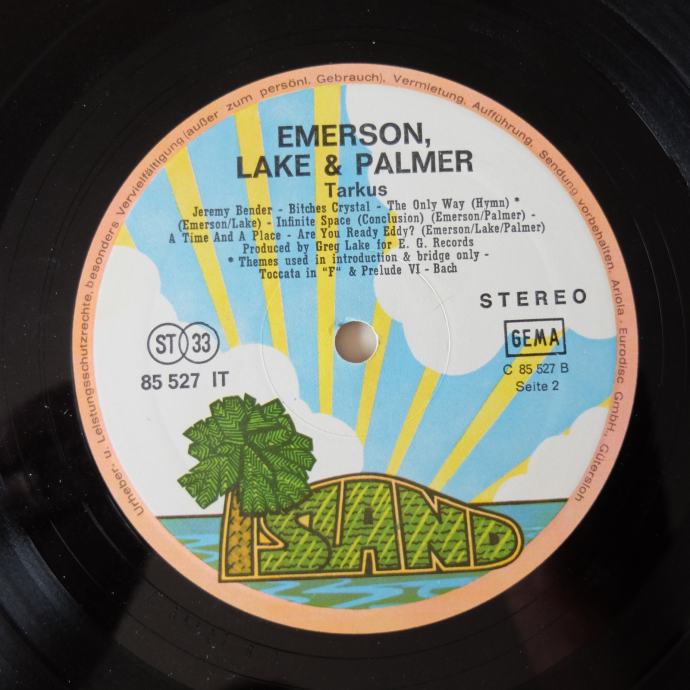 Urheber- u. Leistungsschutzrechte, besonders Vervielfältigung (außer zum persönl. Gebrauch), Vermietung, Aufführung, Sendung vorbehalten. Ariola - Eurodisc GmbH., Gütersloh
EMERSON,
LAKE & PALMER
Tarkus
Jeremy Bender - Bitches Crystal - The Only Way (Hymn) *
(Emerson/Lake) - Infinite Space (Conclusion) (Emerson/Palmer) -
A Time And A Place - Are You Ready Eddy? (Emerson/Lake/Palmer)
Produced by Greg Lake for E. G. Records
* Themes used in introduction & bridge only -
Toccata in "F" & Prelude VI - Bach
STEREO
ST 33
GEMA
85 527 IT
C 85 527 B
Seite 2
ISLAND